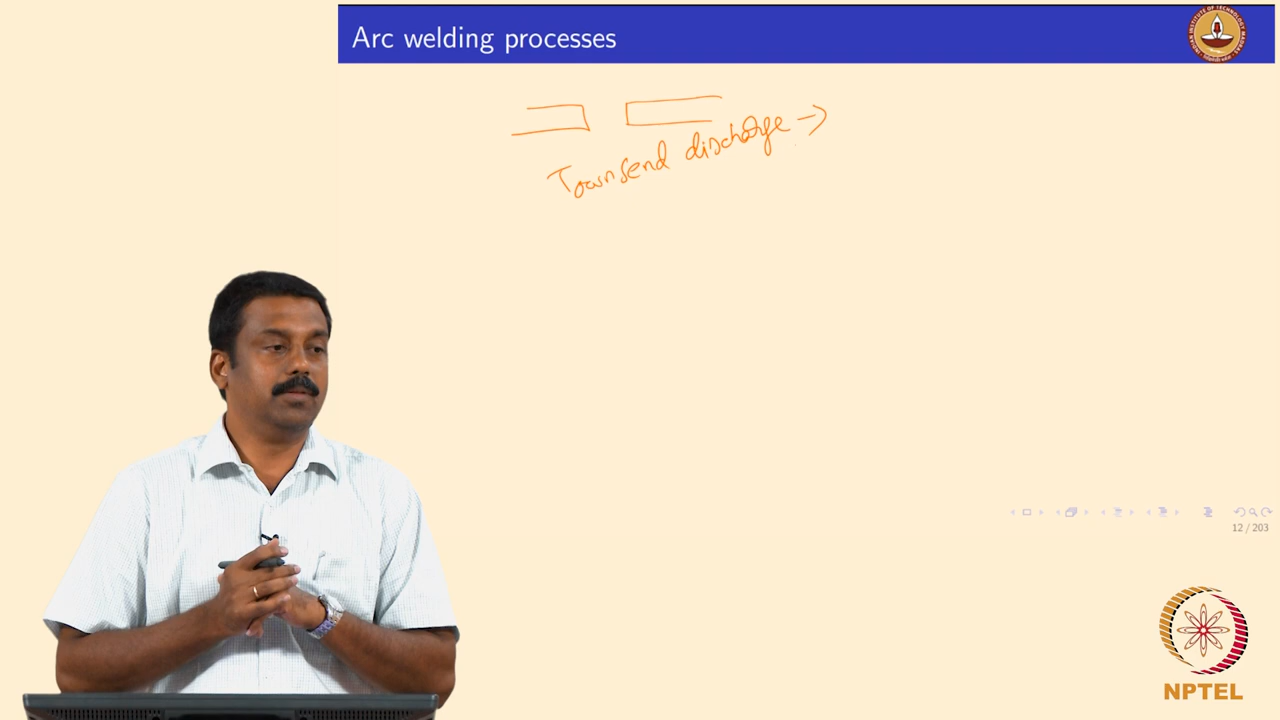 Arc welding processes
Townsend discharge →
12 / 203
NPTEL